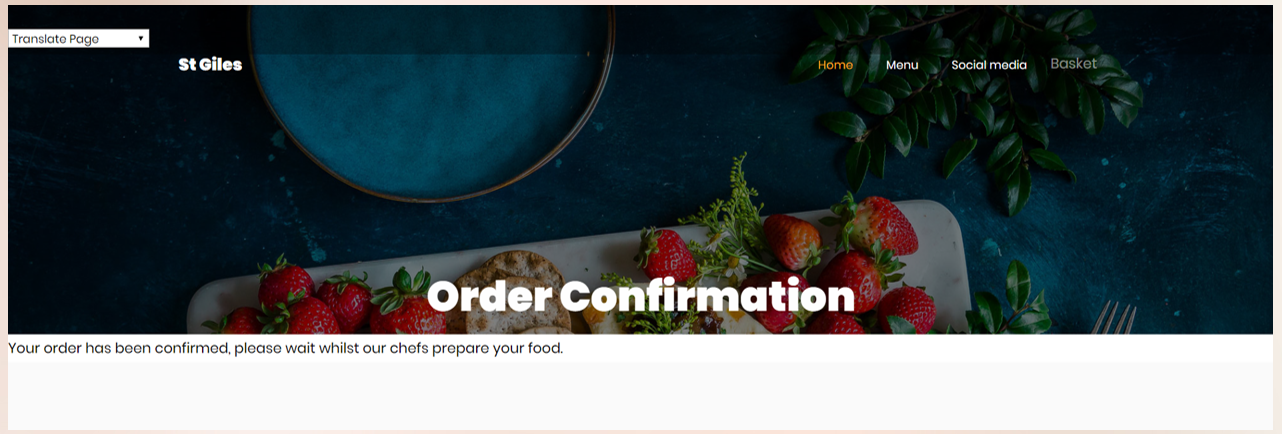 Translate Page
St Giles
Home Menu Social media Basket
Order Confirmation
Your order has been confirmed, please wait whilst our chefs prepare your food.